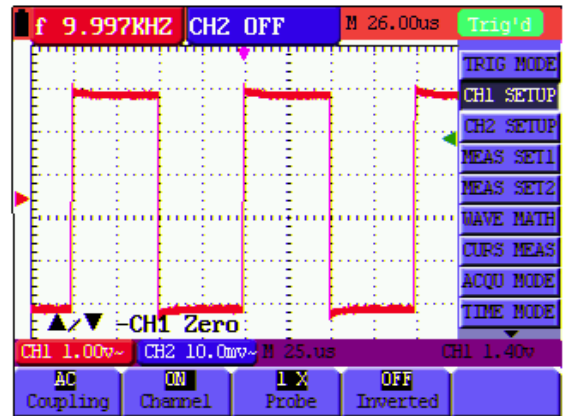 f 9.997KHZ CH2 OFF M 26.00us Trig'd
TRIG MODE
CH1 SETUP
CH2 SETUP
MEAS SET1
MEAS SET2
WAVE MATH
CURS MEAS
ACQU MODE
TIME MODE
▲/▼ -CH1 Zero
CH1 1.00v~ CH2 10.0mv~ M 25.us CH1 1.40v
AC ON 1 X OFF
Coupling Channel Probe Inverted